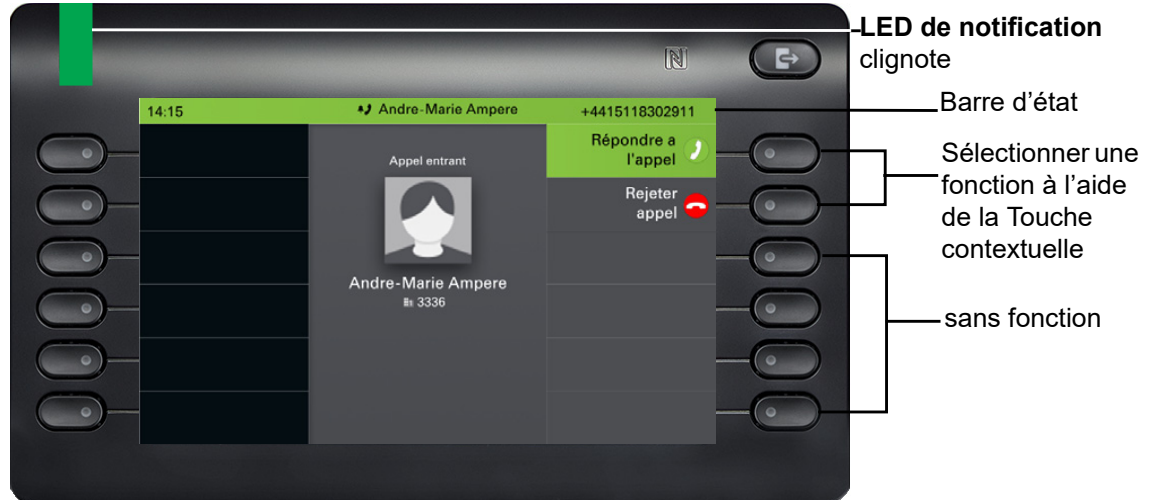 LED de notification
clignote
14:15 Andre-Marie Ampere +4415118302911
Barre d’état
Appel entrant
Répondre a
l'appel
Rejeter
appel
Andre-Marie Ampere
3336
Sélectionner une
fonction à l’aide
de la Touche
contextuelle
sans fonction